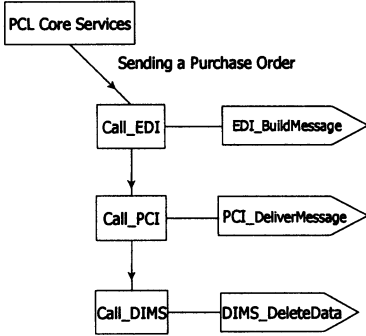 PCL Core Services
Sending a Purchase Order
Call_EDI
EDI_BuildMessage
Call_PCI
PCI_DeliverMessage
Call_DIMS
DIMS_DeleteData